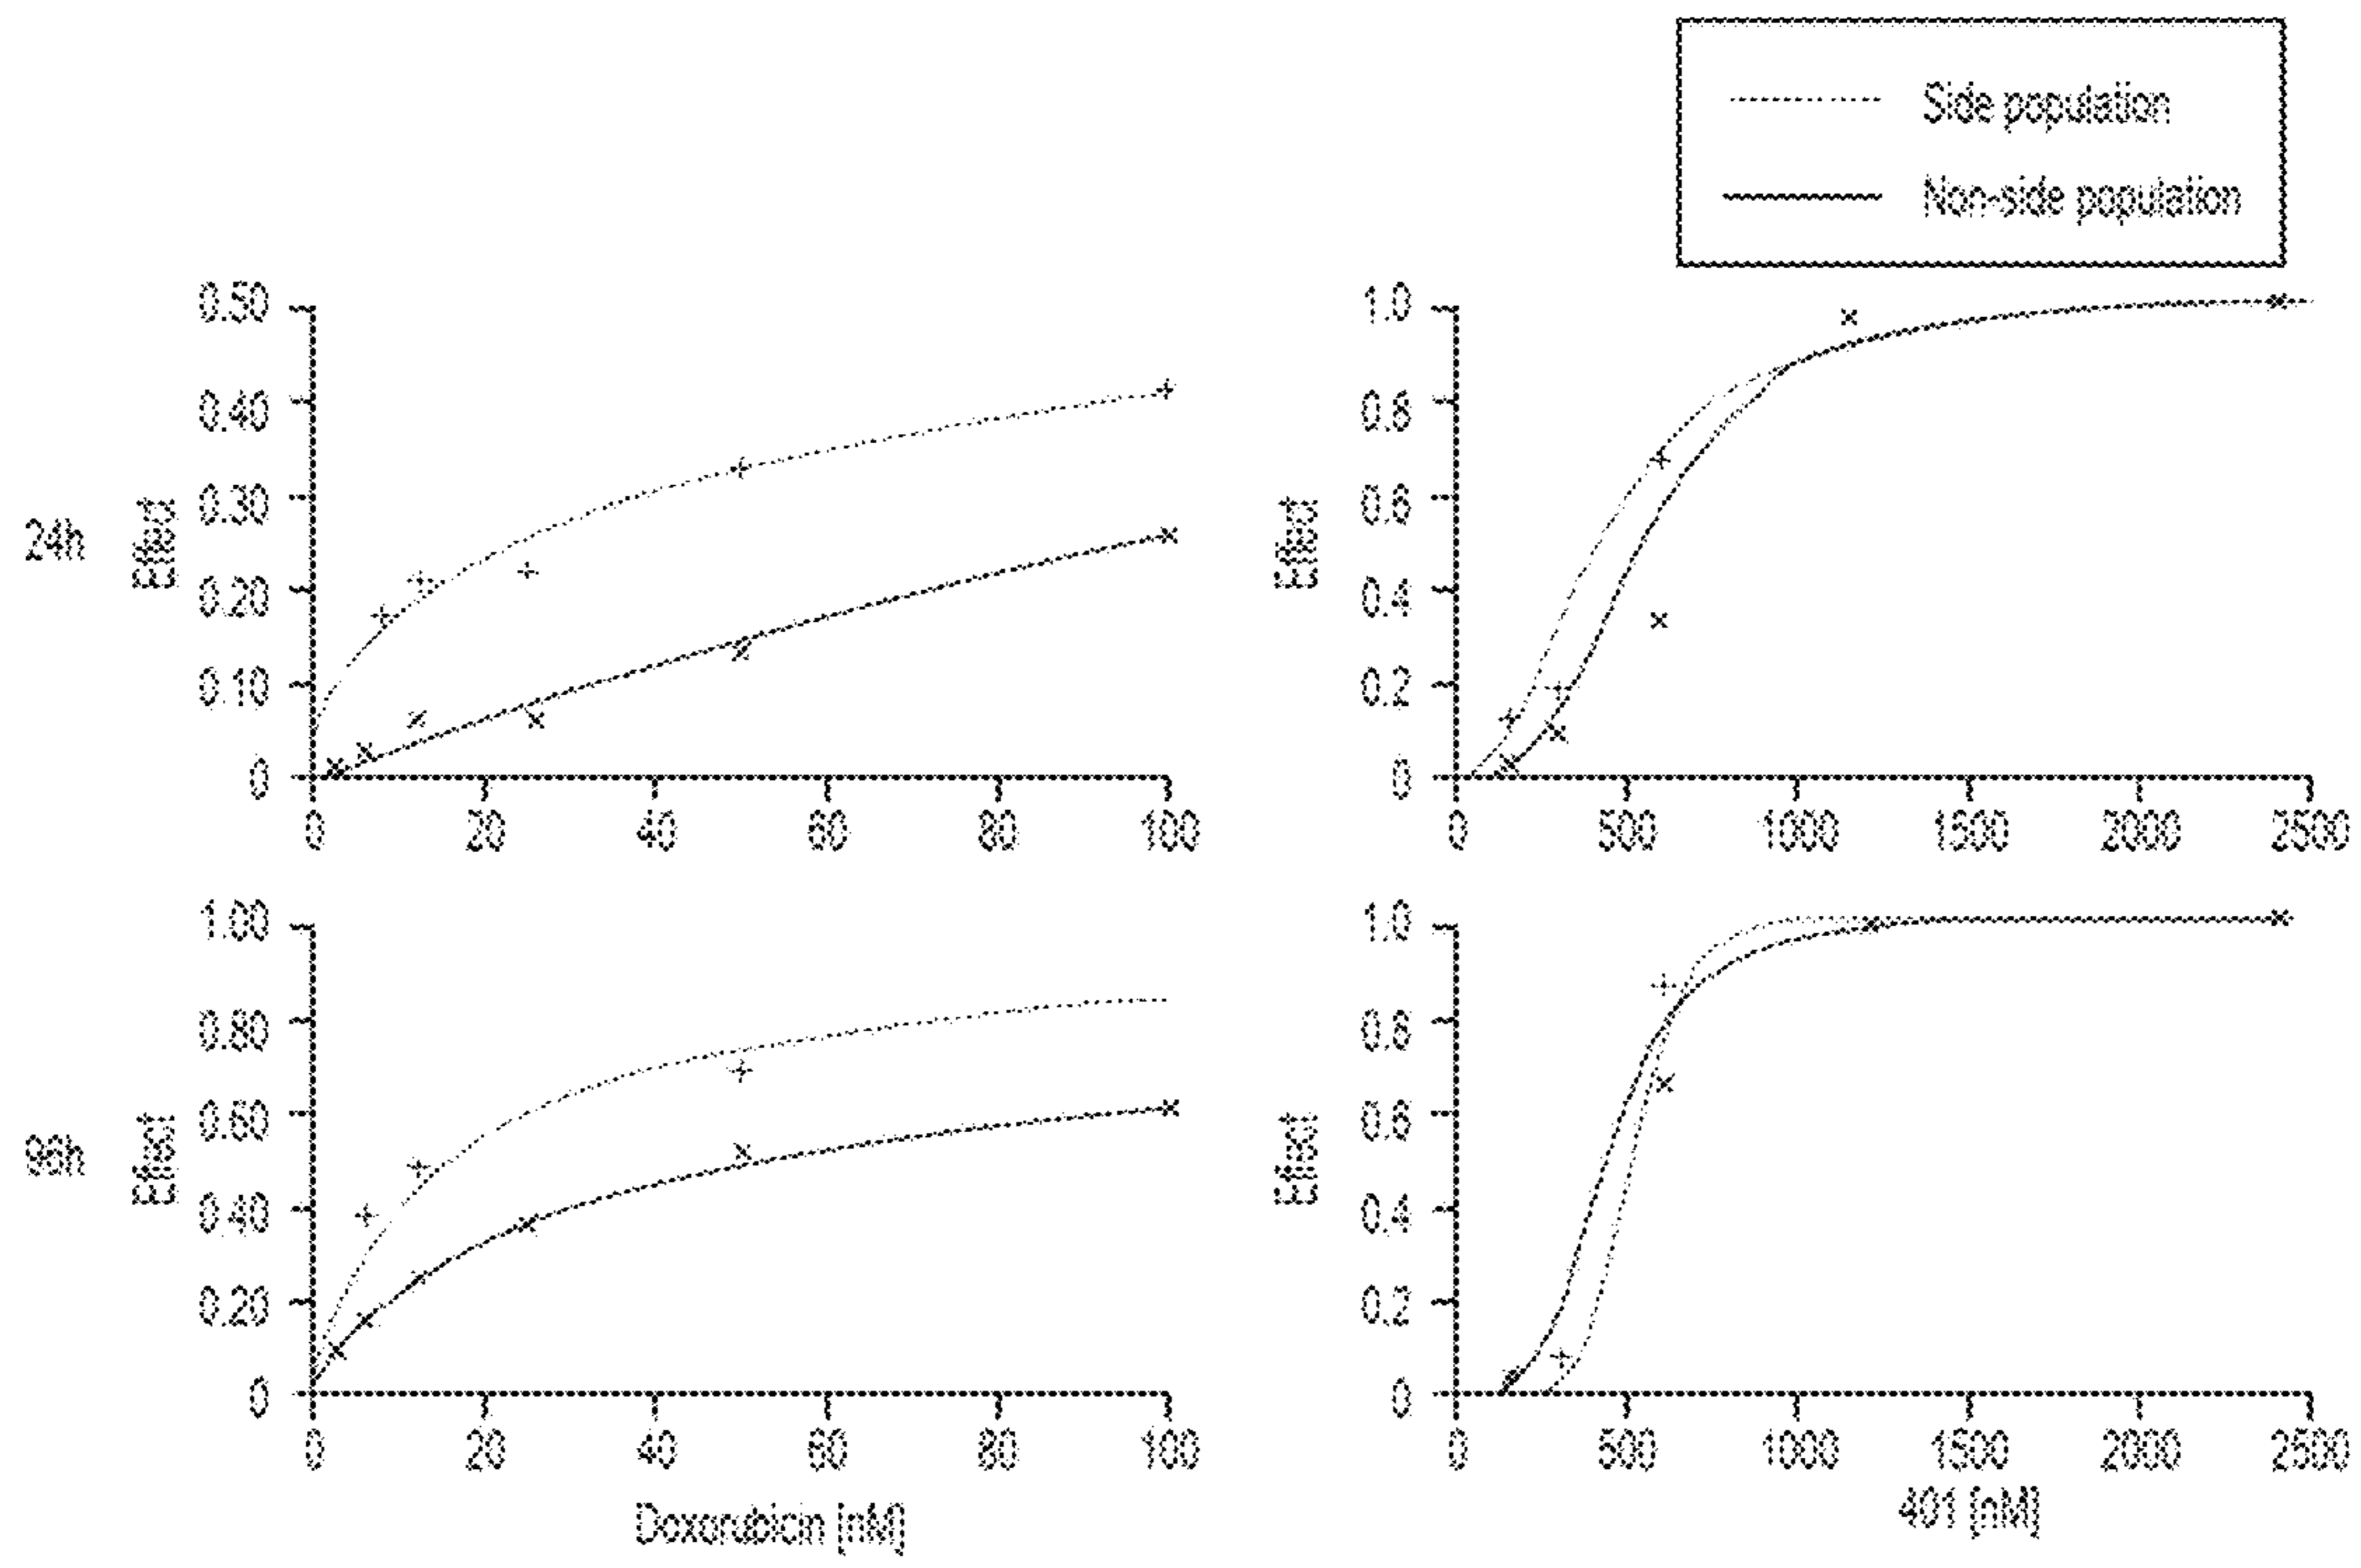 Side population
Non-side population
24h
Effect
0.50
0.40
0.30
0.20
0.10
0
0 20 40 60 80 100
Effect
1.0
0.8
0.6
0.4
0.2
0
0 500 1000 1500 2000 2500
96h
Effect
1.00
0.80
0.60
0.40
0.20
0
0 20 40 60 80 100
Doxorubicin [nM]
Effect
1.0
0.8
0.6
0.4
0.2
0
0 500 1000 1500 2000 2500
401 [nM]